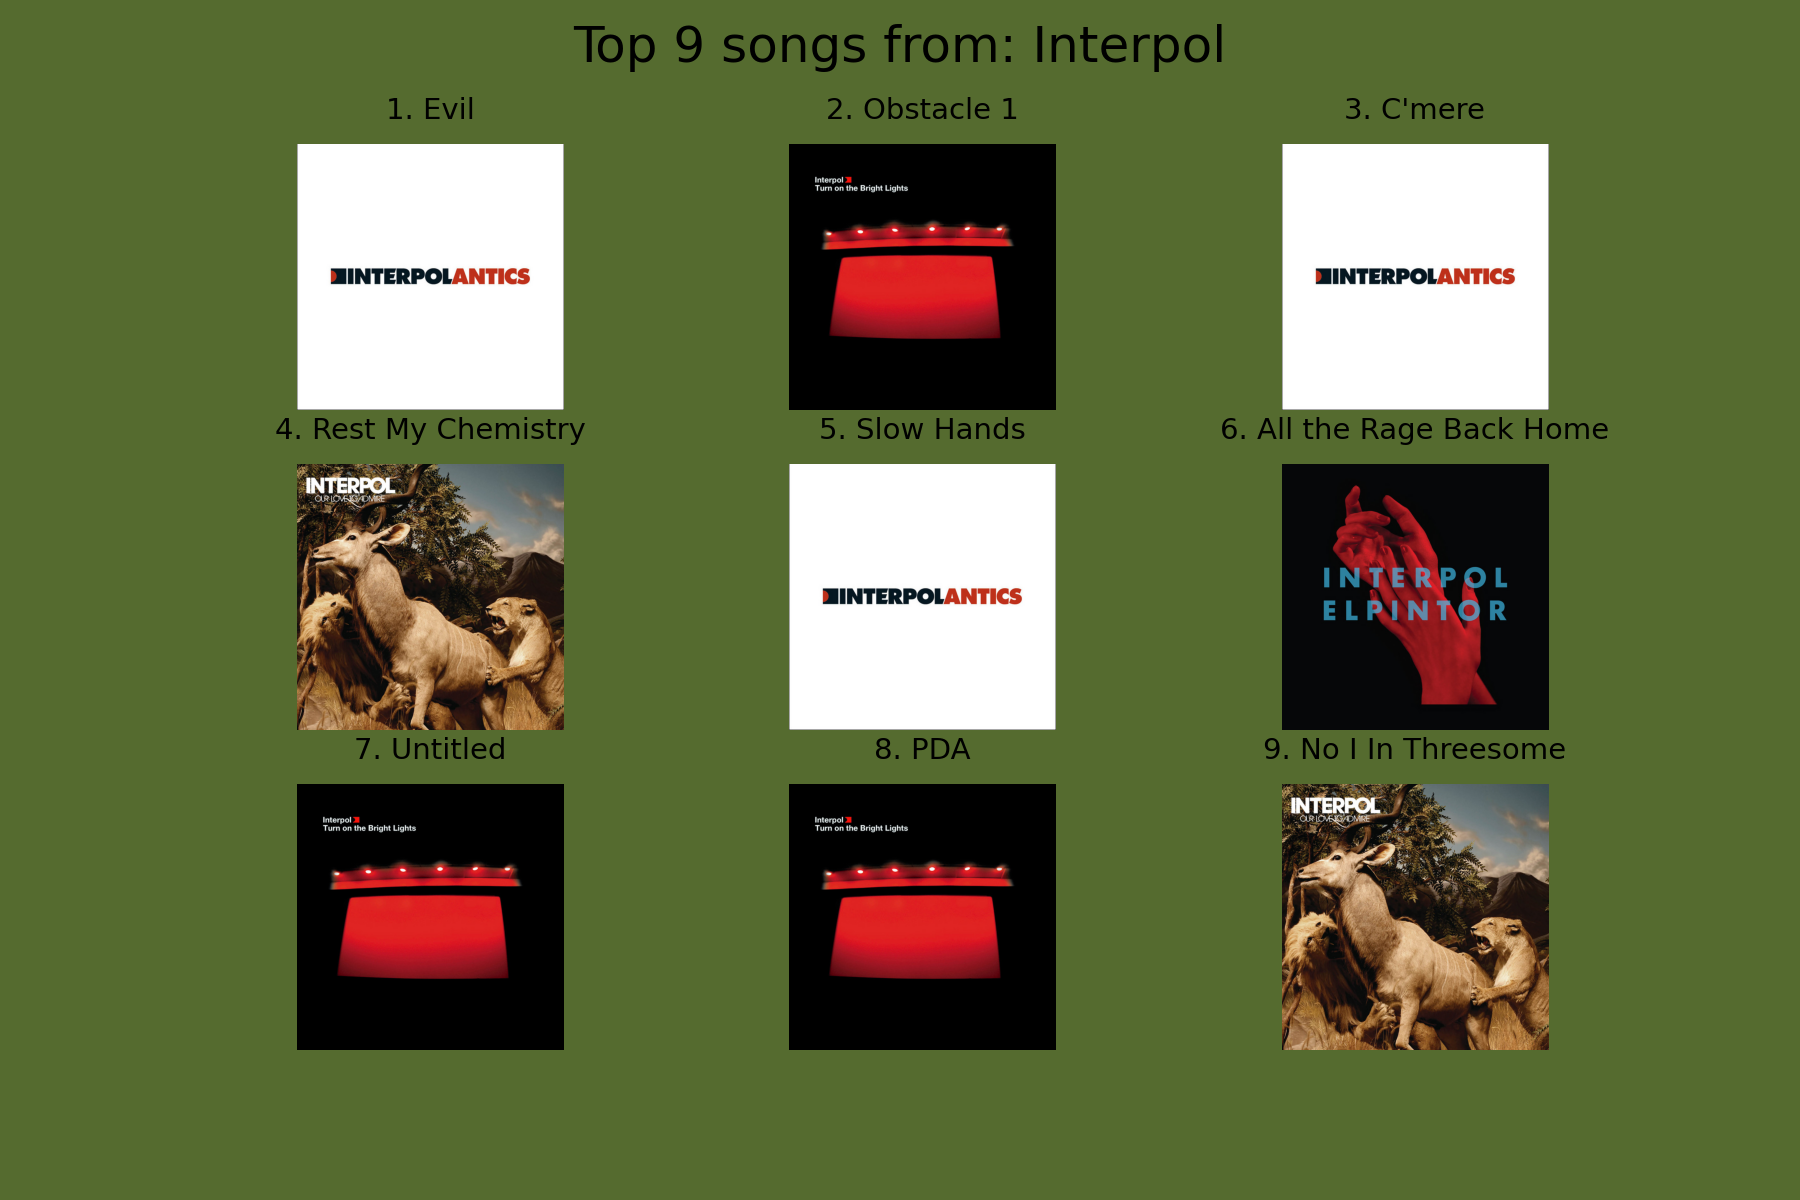 Top 9 songs from: Interpol
1. Evil
2. Obstacle 1
3. C'mere
INTERPOLANTICS
Interpol
Turn on the Bright Lights
INTERPOLANTICS
4. Rest My Chemistry
5. Slow Hands
6. All the Rage Back Home
INTERPOL
OUR LOVE TO ADMIRE
INTERPOLANTICS
INTERPOL
ELPINTOR
7. Untitled
8. PDA
9. No I In Threesome
Interpol
Turn on the Bright Lights
Interpol
Turn on the Bright Lights
INTERPOL
OUR LOVE TO ADMIRE